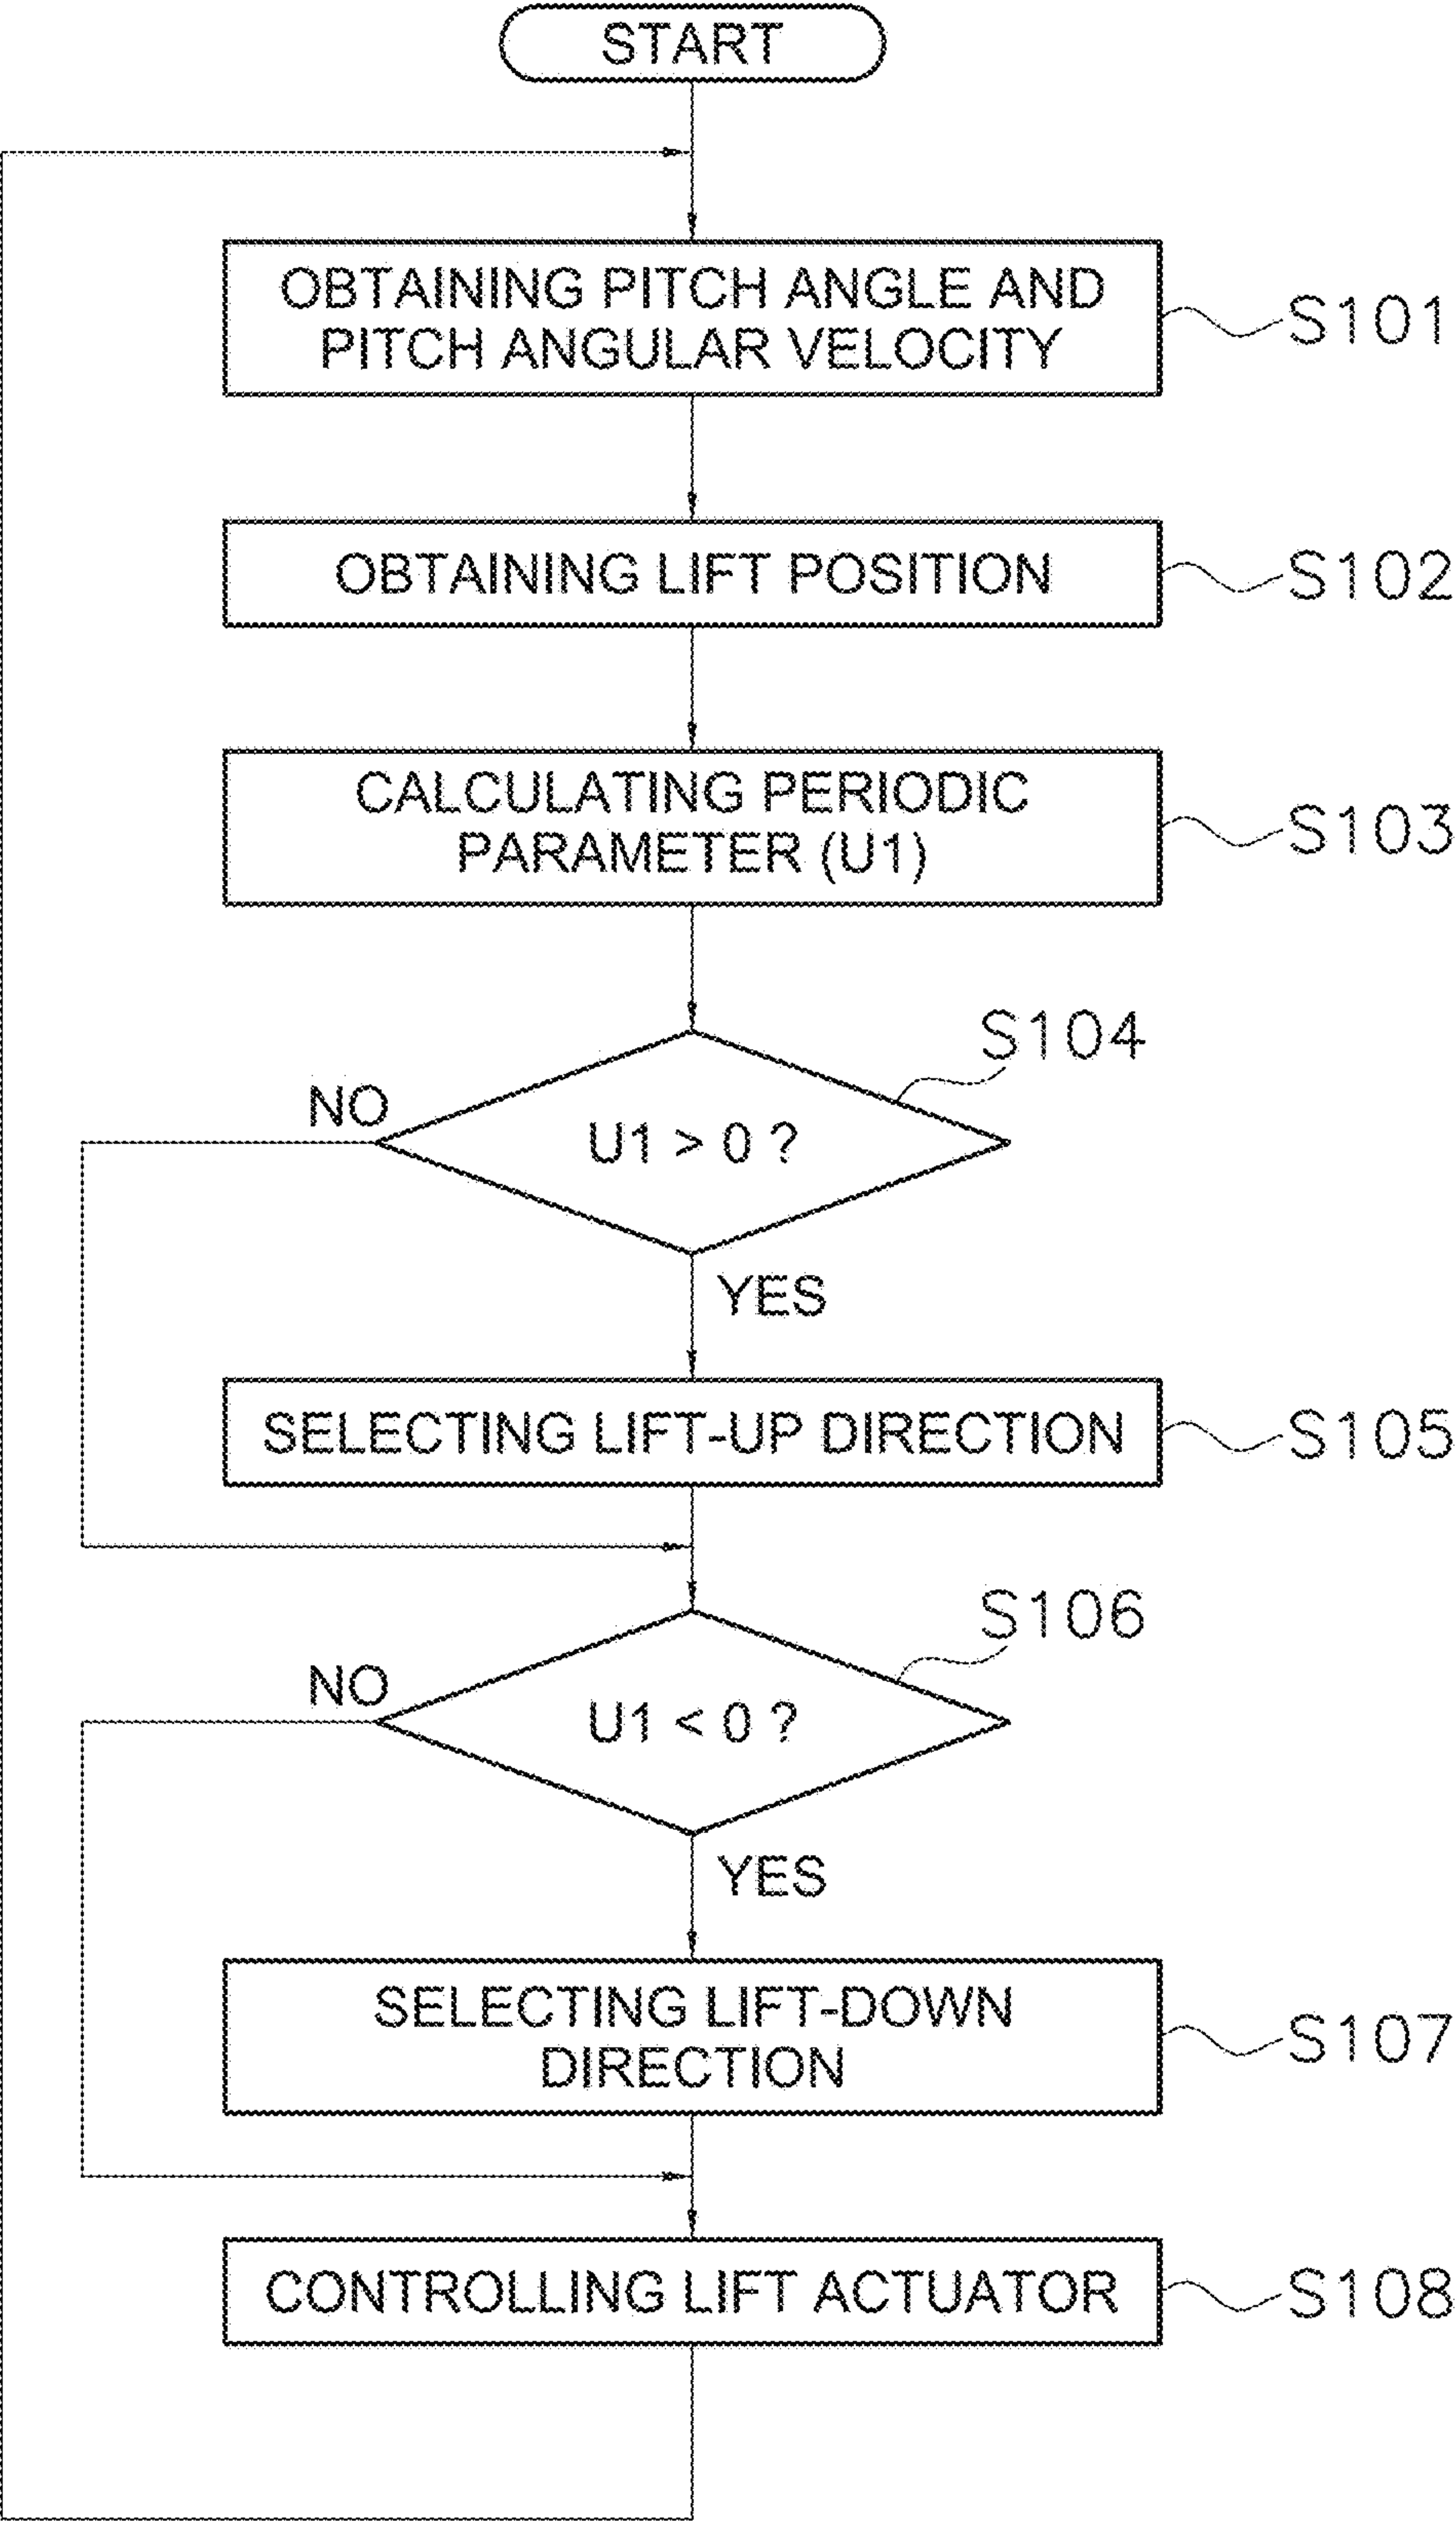 START
OBTAINING PITCH ANGLE AND
PITCH ANGULAR VELOCITY
S101
OBTAINING LIFT POSITION
S102
CALCULATING PERIODIC
PARAMETER (U1)
S103
S104
NO
U1 > 0 ?
YES
SELECTING LIFT-UP DIRECTION
S105
S106
NO
U1 < 0 ?
YES
SELECTING LIFT-DOWN
DIRECTION
S107
CONTROLLING LIFT ACTUATOR
S108